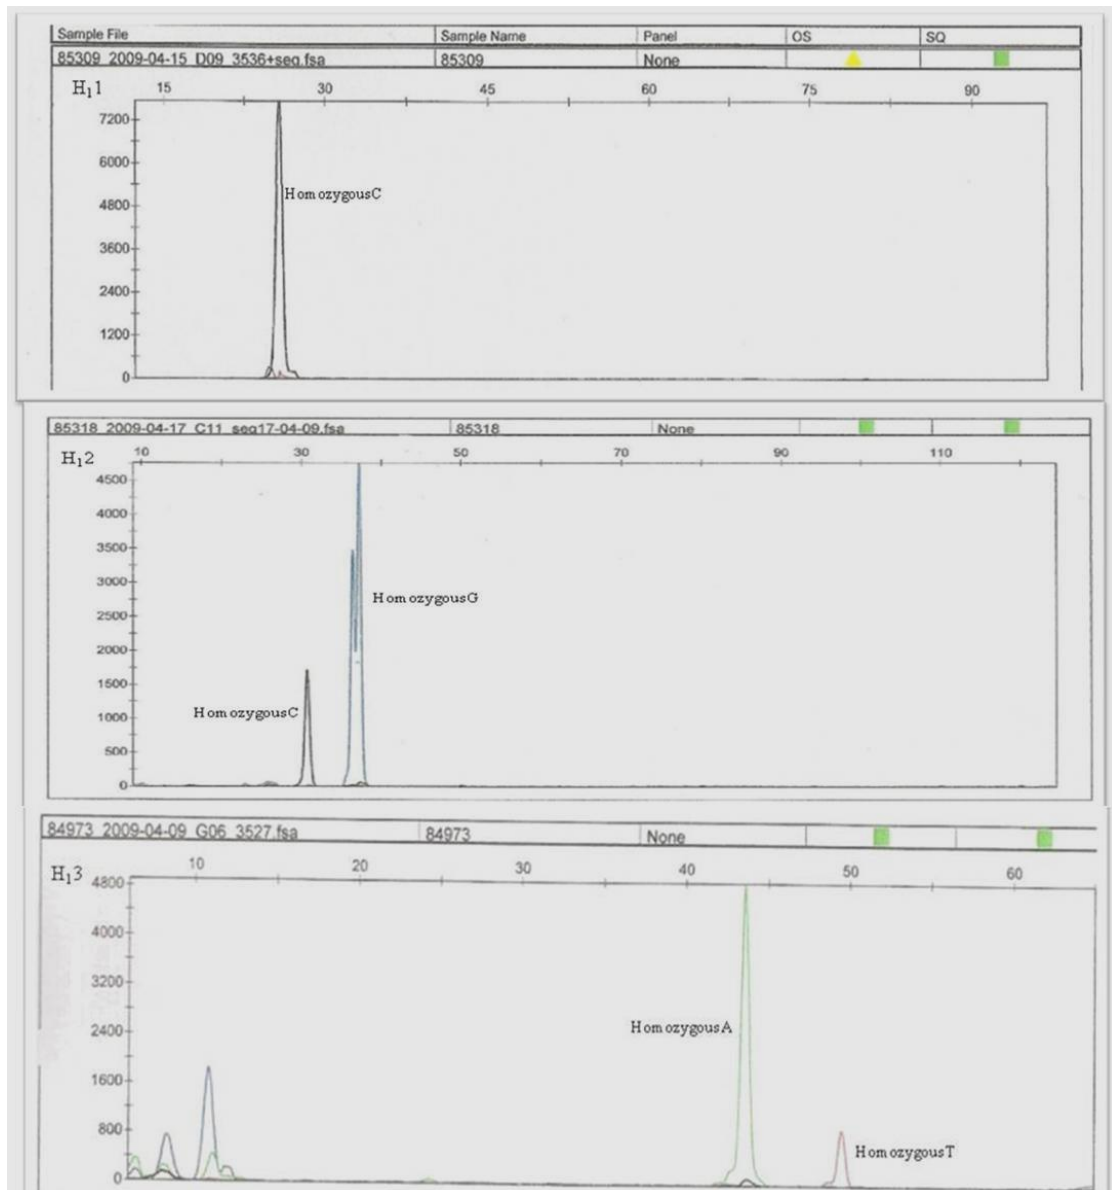 Sample File Sample Name Panel OS SQ
85309 2009-04-15 D09 3536+seq.fsa 85309 None
H₁1 15 30 45 60 75 90
7200
6000
4800
3600
2400
1200
0
HomozygousC
85318 2009-04-17 C11 seq17-04-09.fsa 85318 None
H₁2 10 30 50 70 90 110
4500
4000
3500
3000
2500
2000
1500
1000
500
0
HomozygousG
HomozygousC
84973 2009-04-09 G06 3527.fsa 84973 None
H₁3 10 20 30 40 50 60
4800
4000
3200
2400
1600
800
0
HomozygousA
HomozygousT